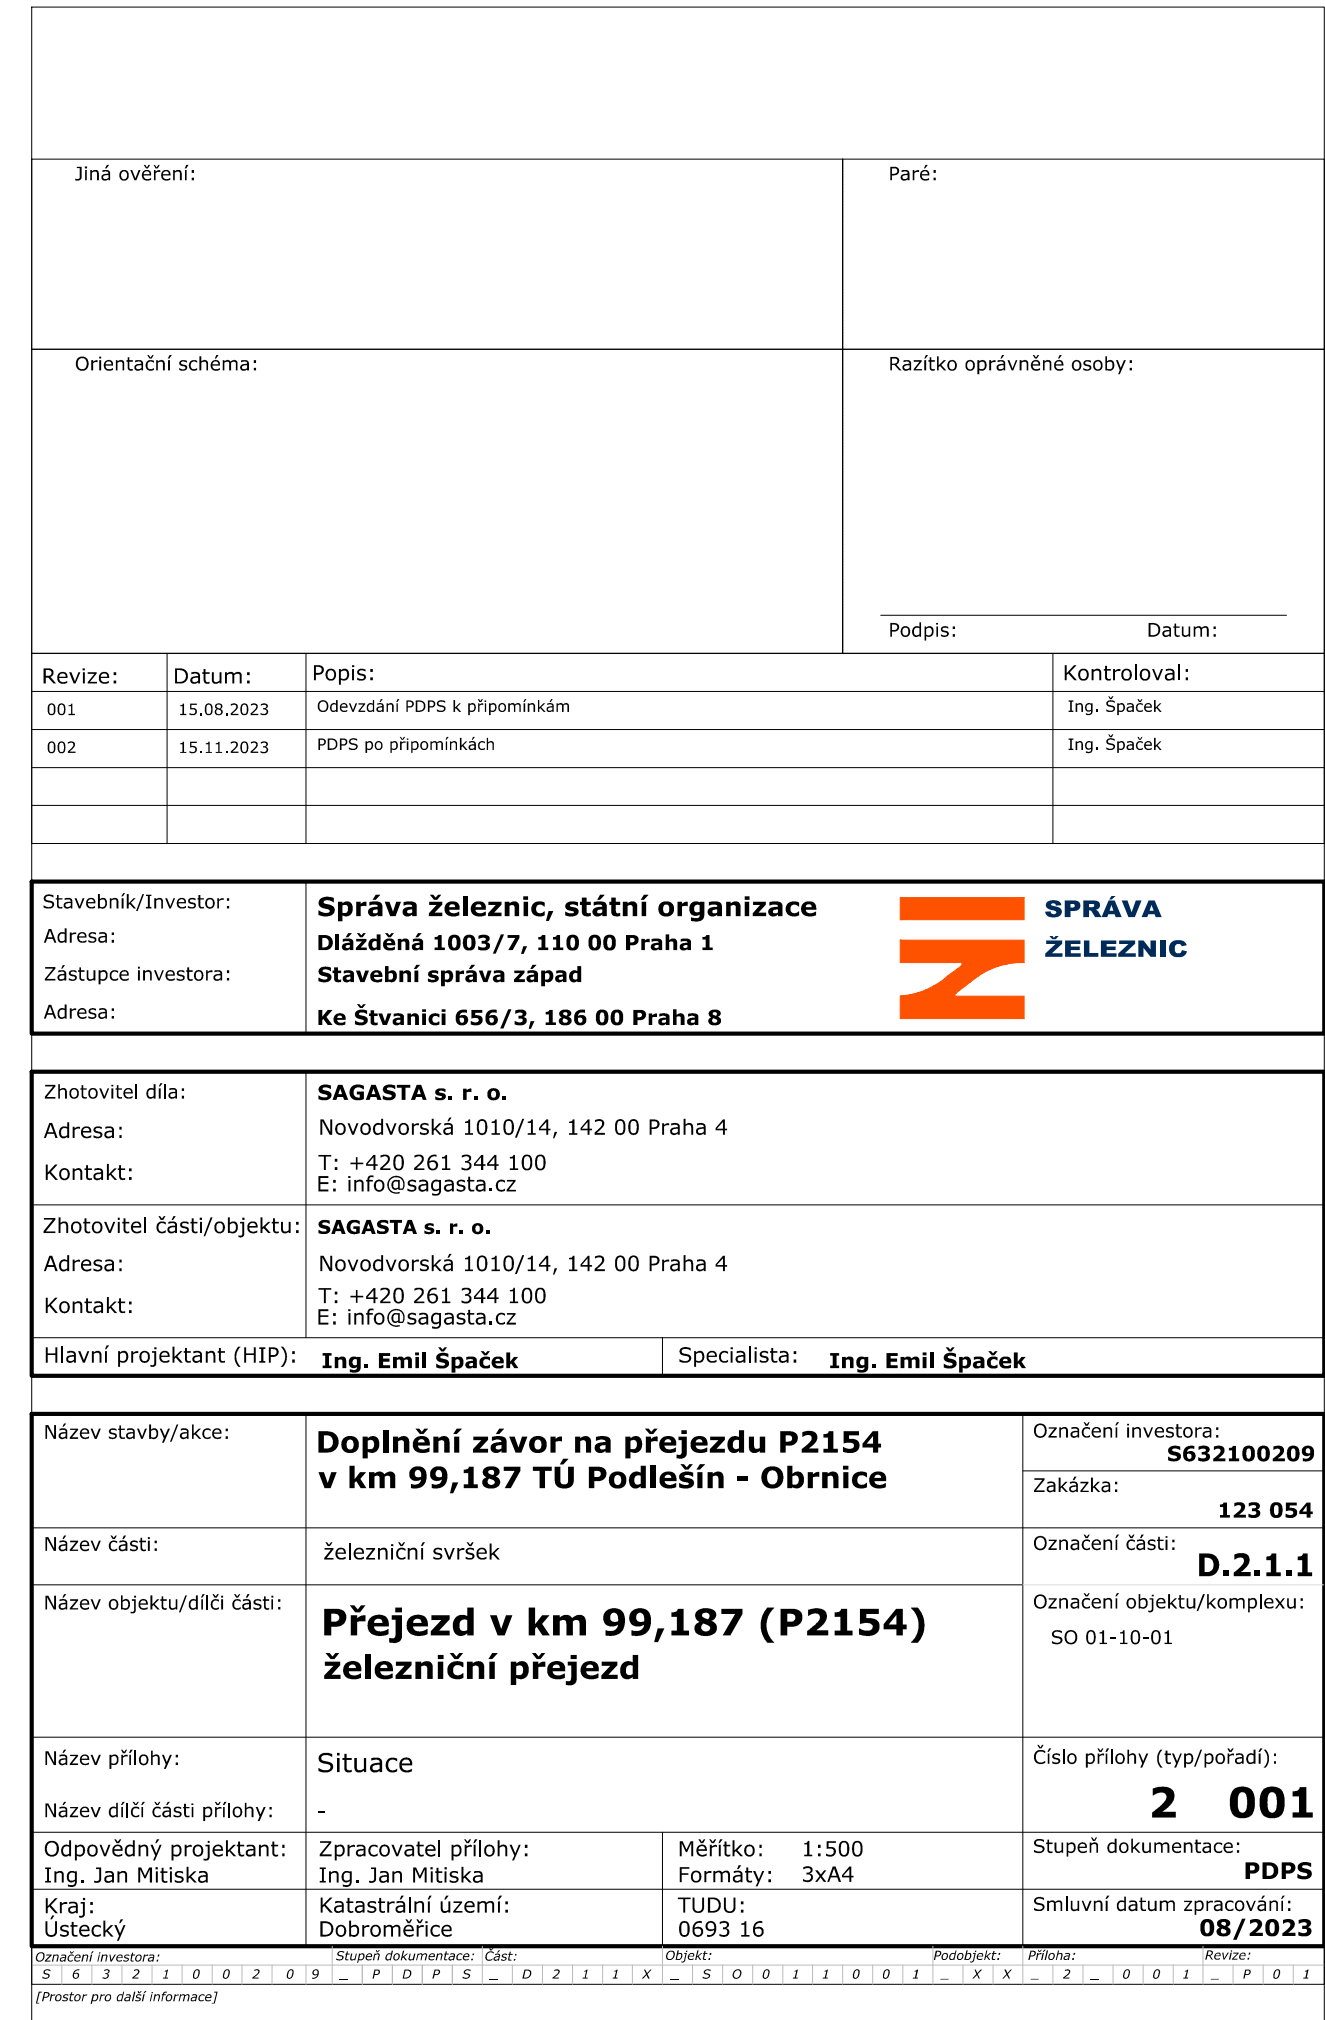 Jiná ověření:
Paré:
Orientační schéma:
Razítko oprávněné osoby:
Podpis: Datum:
Revize: Datum: Popis: Kontroloval:
001 15.08.2023 Odevzdání PDPS k připomínkám Ing. Špaček
002 15.11.2023 PDPS po připomínkách Ing. Špaček
Stavebník/Investor: Správa železnic, státní organizace
Adresa: Dlážděná 1003/7, 110 00 Praha 1
Zástupce investora: Stavební správa západ
Adresa: Ke Štvanici 656/3, 186 00 Praha 8
SPRÁVA
ŽELEZNIC
Zhotovitel díla: SAGASTA s. r. o.
Adresa: Novodvorská 1010/14, 142 00 Praha 4
Kontakt: T: +420 261 344 100
E: info@sagasta.cz
Zhotovitel části/objektu: SAGASTA s. r. o.
Adresa: Novodvorská 1010/14, 142 00 Praha 4
Kontakt: T: +420 261 344 100
E: info@sagasta.cz
Hlavní projektant (HIP): Ing. Emil Špaček Specialista: Ing. Emil Špaček
Název stavby/akce: Doplnění závor na přejezdu P2154
v km 99,187 TÚ Podlešín - Obrnice
Označení investora:
S632100209
Zakázka:
123 054
Název části: železniční svršek
Označení části:
D.2.1.1
Název objektu/dílči části: Přejezd v km 99,187 (P2154)
železniční přejezd
Označení objektu/komplexu:
SO 01-10-01
Název přílohy: Situace
Číslo přílohy (typ/pořadí):
2 001
Název dílčí části přílohy: -
Odpovědný projektant: Zpracovatel přílohy: Měřítko: 1:500 Stupeň dokumentace:
Ing. Jan Mitiska Ing. Jan Mitiska Formáty: 3xA4 PDPS
Kraj: Katastrální území: TUDU: Smluvní datum zpracování:
Ústecký Dobroměřice 0693 16 08/2023
Označení investora: Stupeň dokumentace: Část: Objekt: Podobjekt: Příloha: Revize:
S 6 3 2 1 0 0 2 0 9 _ P D P S _ D 2 1 1 X _ S O 0 1 1 0 0 1 _ X X _ 2 _ 0 0 1 _ P 0 1
[Prostor pro další informace]